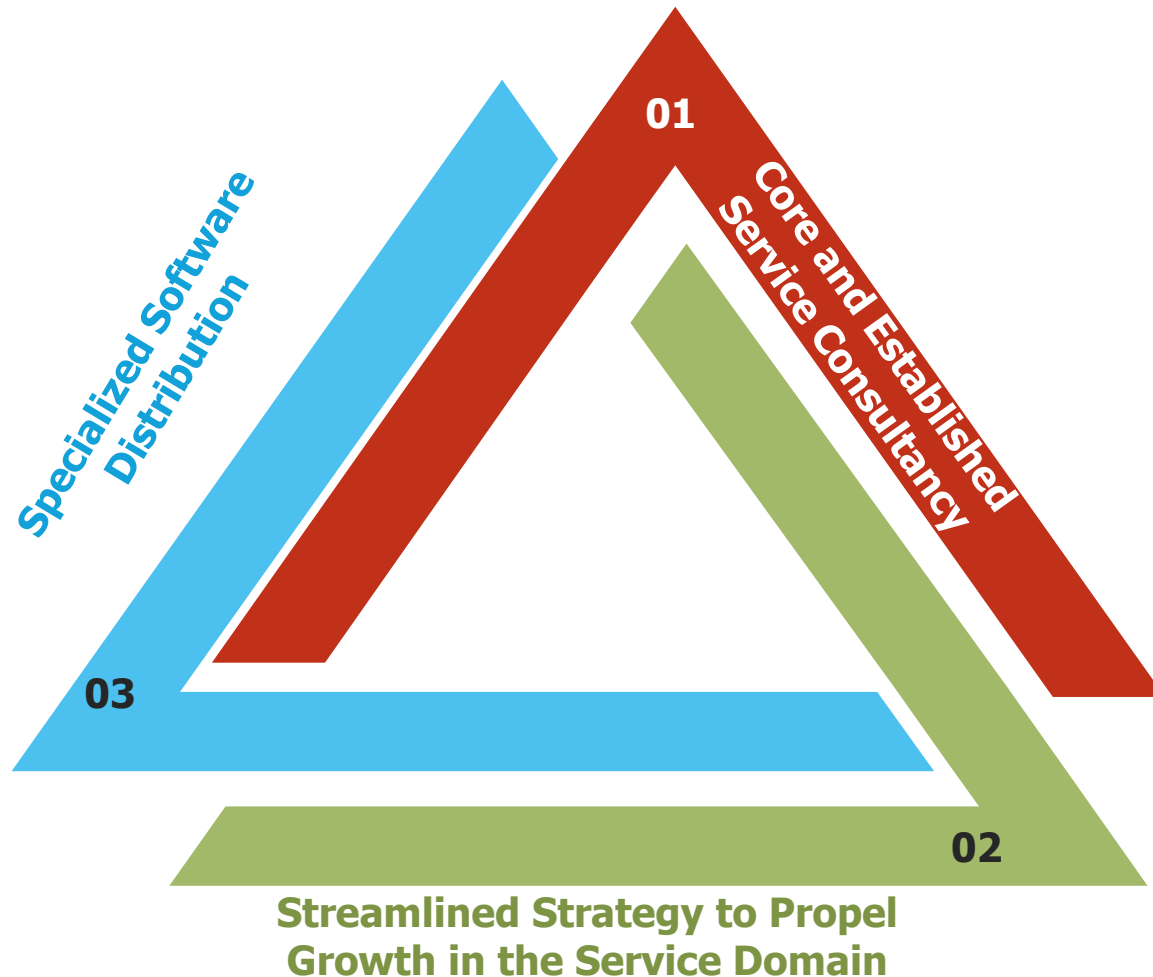 01
Core and Established
Service Consultancy
Specialized Software
Distribution
03
02
Streamlined Strategy to Propel
Growth in the Service Domain